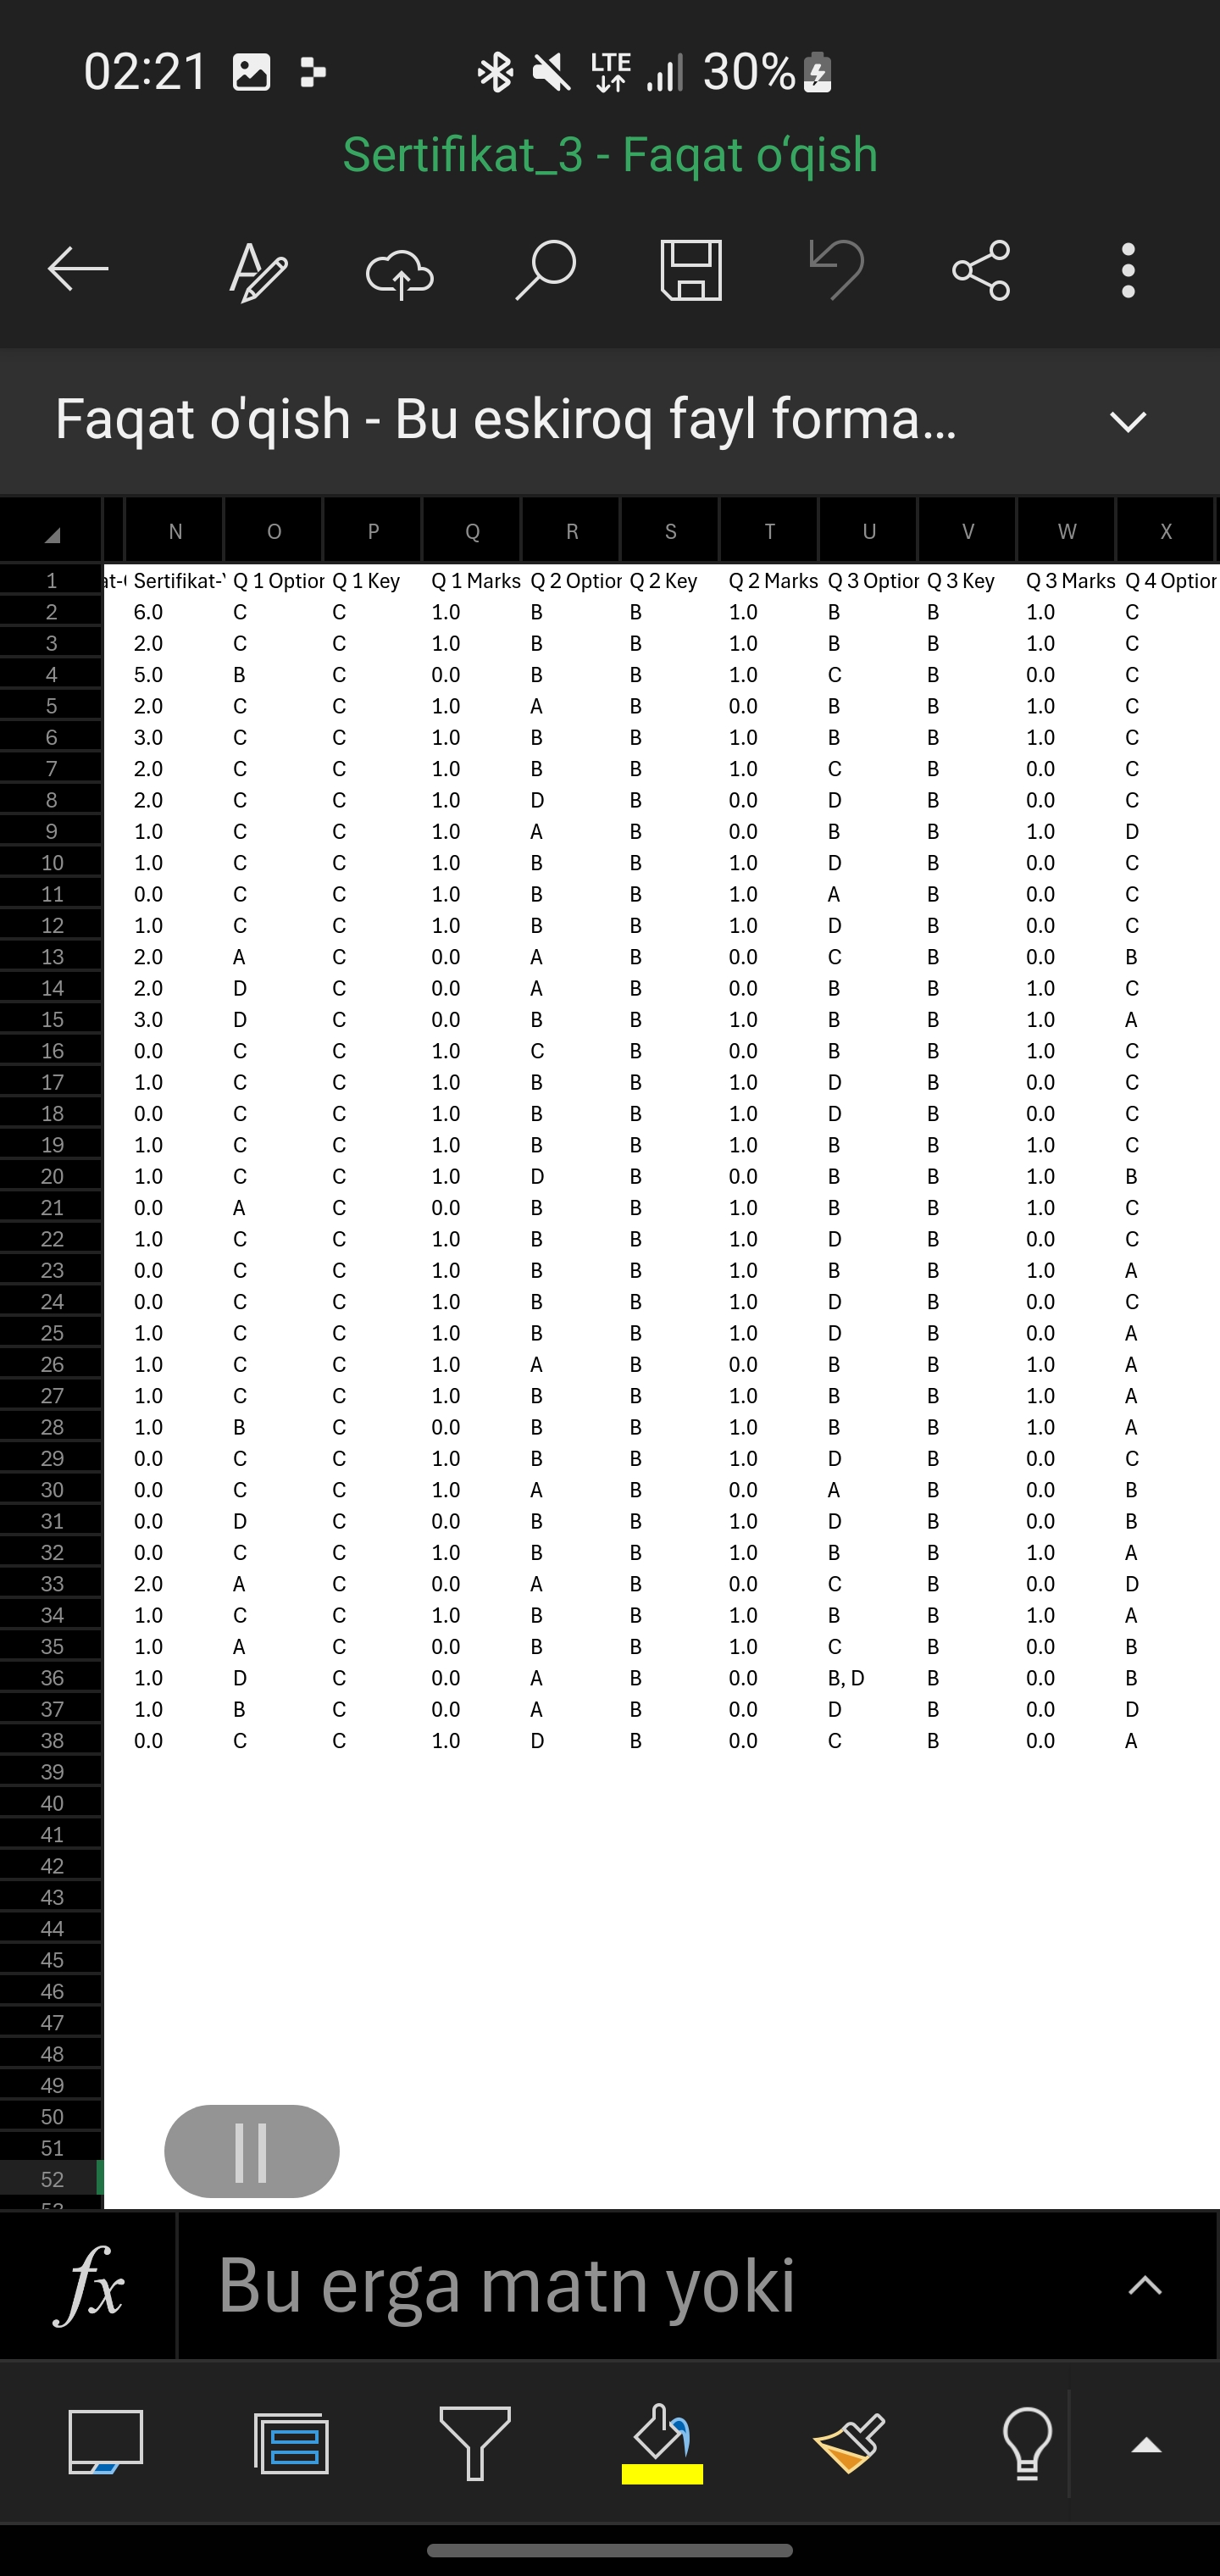 02:21 LTE 30%
Sertifikat_3 - Faqat oʻqish
Faqat o'qish - Bu eskiroq fayl forma...
N O P Q R S T U V W X
1 at-( Sertifikat-Y Q 1 Option Q 1 Key Q 1 Marks Q 2 Option Q 2 Key Q 2 Marks Q 3 Option Q 3 Key Q 3 Marks Q 4 Option
2 6.0 C C 1.0 B B 1.0 B B 1.0 C
3 2.0 C C 1.0 B B 1.0 B B 1.0 C
4 5.0 B C 0.0 B B 1.0 C B 0.0 C
5 2.0 C C 1.0 A B 0.0 B B 1.0 C
6 3.0 C C 1.0 B B 1.0 B B 1.0 C
7 2.0 C C 1.0 B B 1.0 C B 0.0 C
8 2.0 C C 1.0 D B 0.0 D B 0.0 C
9 1.0 C C 1.0 A B 0.0 B B 1.0 D
10 1.0 C C 1.0 B B 1.0 D B 0.0 C
11 0.0 C C 1.0 B B 1.0 A B 0.0 C
12 1.0 C C 1.0 B B 1.0 D B 0.0 C
13 2.0 A C 0.0 A B 0.0 C B 0.0 B
14 2.0 D C 0.0 A B 0.0 B B 1.0 C
15 3.0 D C 0.0 B B 1.0 B B 1.0 A
16 0.0 C C 1.0 C B 0.0 B B 1.0 C
17 1.0 C C 1.0 B B 1.0 D B 0.0 C
18 0.0 C C 1.0 B B 1.0 D B 0.0 C
19 1.0 C C 1.0 B B 1.0 B B 1.0 C
20 1.0 C C 1.0 D B 0.0 B B 1.0 B
21 0.0 A C 0.0 B B 1.0 B B 1.0 C
22 1.0 C C 1.0 B B 1.0 D B 0.0 C
23 0.0 C C 1.0 B B 1.0 B B 1.0 A
24 0.0 C C 1.0 B B 1.0 D B 0.0 C
25 1.0 C C 1.0 B B 1.0 D B 0.0 A
26 1.0 C C 1.0 A B 0.0 B B 1.0 A
27 1.0 C C 1.0 B B 1.0 B B 1.0 A
28 1.0 B C 0.0 B B 1.0 B B 1.0 A
29 0.0 C C 1.0 B B 1.0 D B 0.0 C
30 0.0 C C 1.0 A B 0.0 A B 0.0 B
31 0.0 D C 0.0 B B 1.0 D B 0.0 B
32 0.0 C C 1.0 B B 1.0 B B 1.0 A
33 2.0 A C 0.0 A B 0.0 C B 0.0 D
34 1.0 C C 1.0 B B 1.0 B B 1.0 A
35 1.0 A C 0.0 B B 1.0 C B 0.0 B
36 1.0 D C 0.0 A B 0.0 B, D B 0.0 B
37 1.0 B C 0.0 A B 0.0 D B 0.0 D
38 0.0 C C 1.0 D B 0.0 C B 0.0 A
39
40
41
42
43
44
45
46
47
48
49
50
51
52
53
fx Bu erga matn yoki